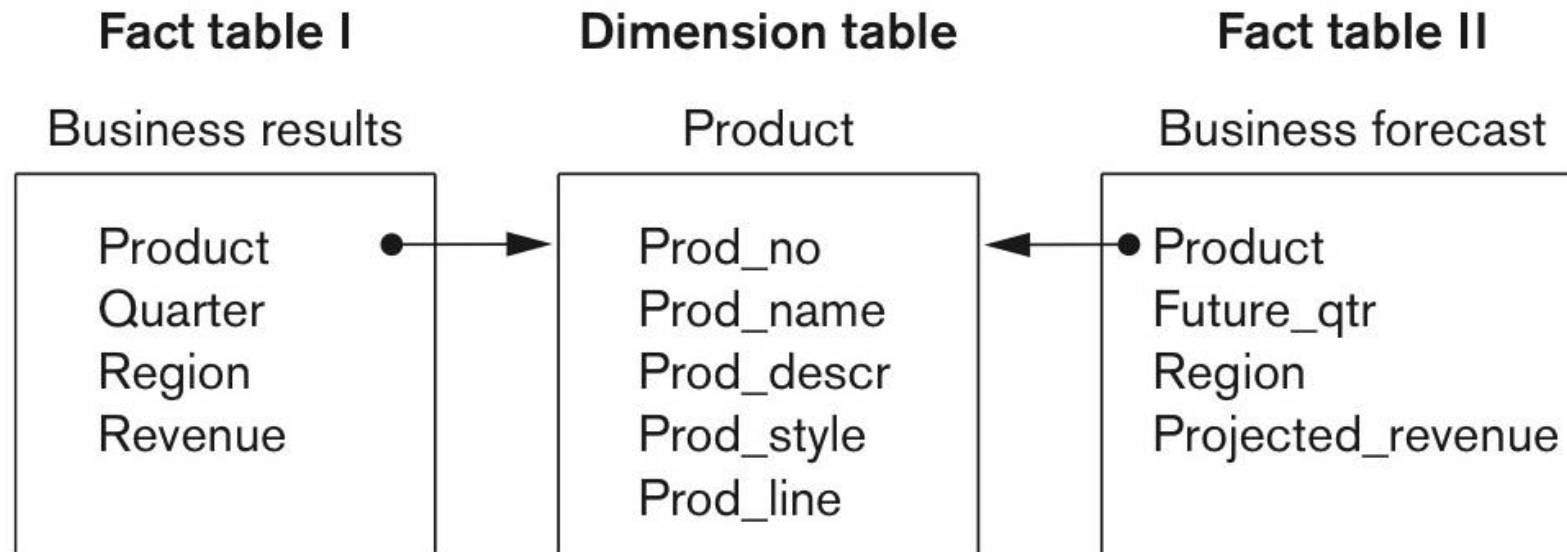 Fact table I
Business results
Product
Quarter
Region
Revenue
Dimension table
Product
Prod_no
Prod_name
Prod_descr
Prod_style
Prod_line
Fact table II
Business forecast
Product
Future_qtr
Region
Projected_revenue